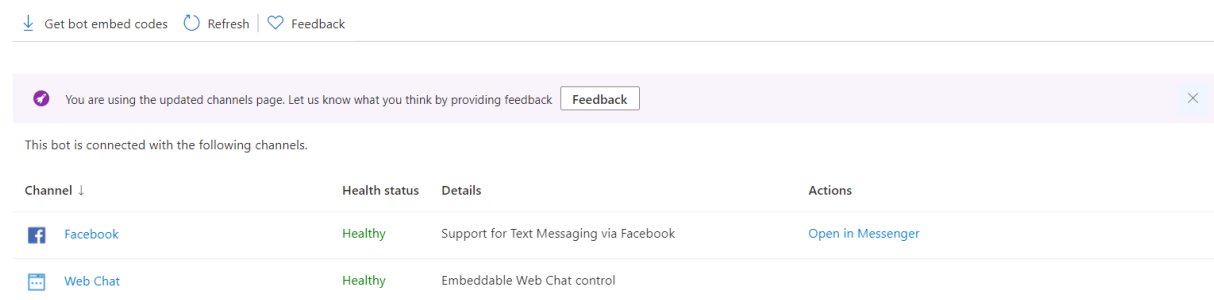 Get bot embed codes Refresh Feedback
You are using the updated channels page. Let us know what you think by providing feedback Feedback
This bot is connected with the following channels.
Channel ↓ Health status Details Actions
Facebook Healthy Support for Text Messaging via Facebook Open in Messenger
Web Chat Healthy Embeddable Web Chat control